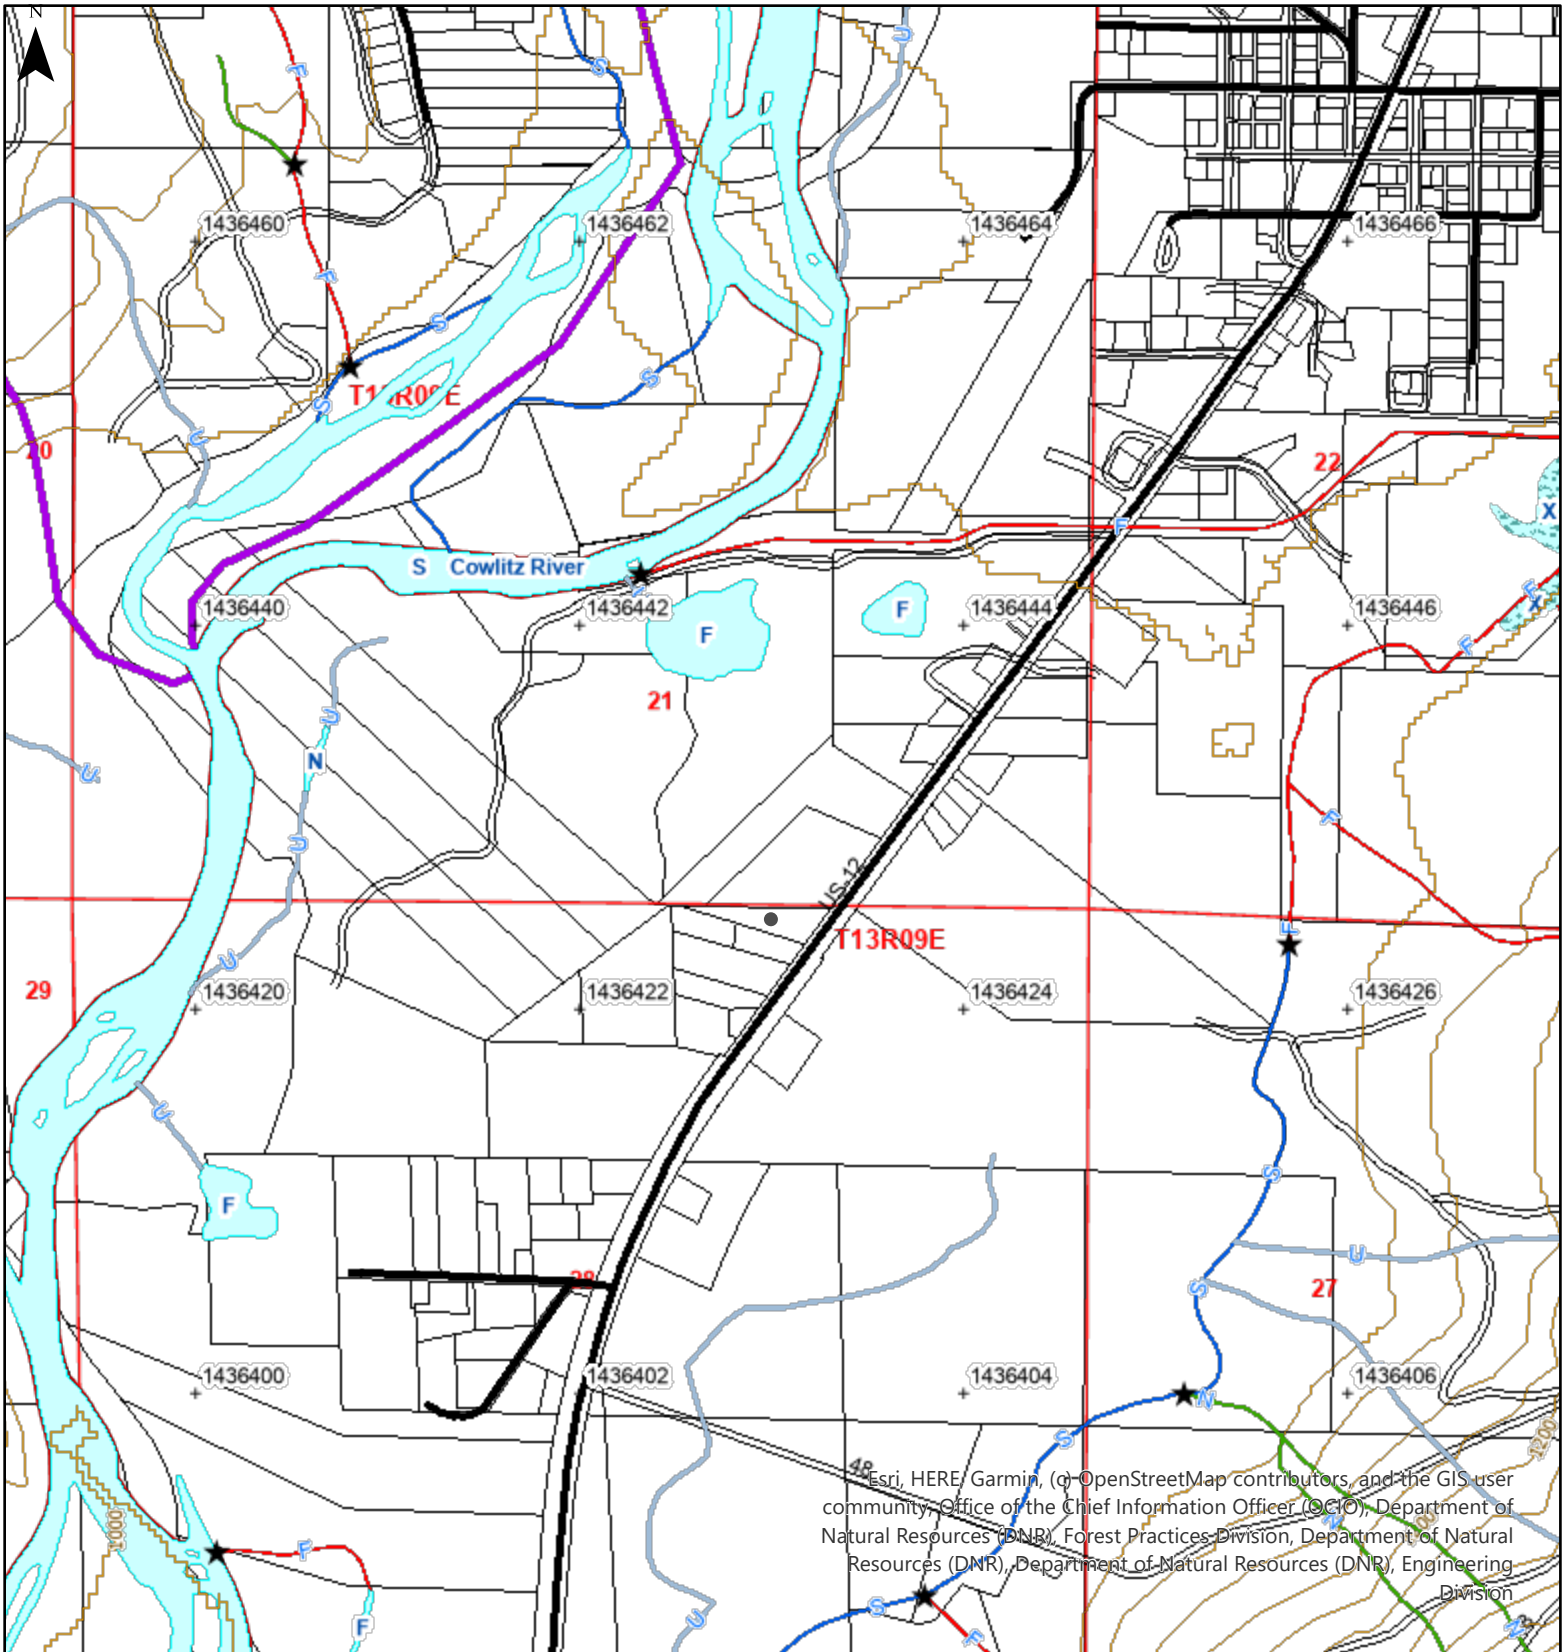 N
F
S
U
1436460
1436462
1436464
1436466
F
S
S
S
T13R09E
U
20
22
X
F
S Cowlitz River
F
X
1436440
1436442
1436444
1436446
F
F
F
21
U
N
U
U
F
US-12
F
T13R09E
U
29
1436420
1436422
1436424
1436426
U
S
F
U
28
S
27
1436400
1436402
1436404
1436406
N
S
1200
48
Esri, HERE, Garmin, (c) OpenStreetMap contributors, and the GIS user
community, Office of the Chief Information Officer (OCIO), Department of
Natural Resources (DNR), Forest Practices Division, Department of Natural
Resources (DNR), Department of Natural Resources (DNR), Engineering
Division
1000
N
F
S
U
F
F
N